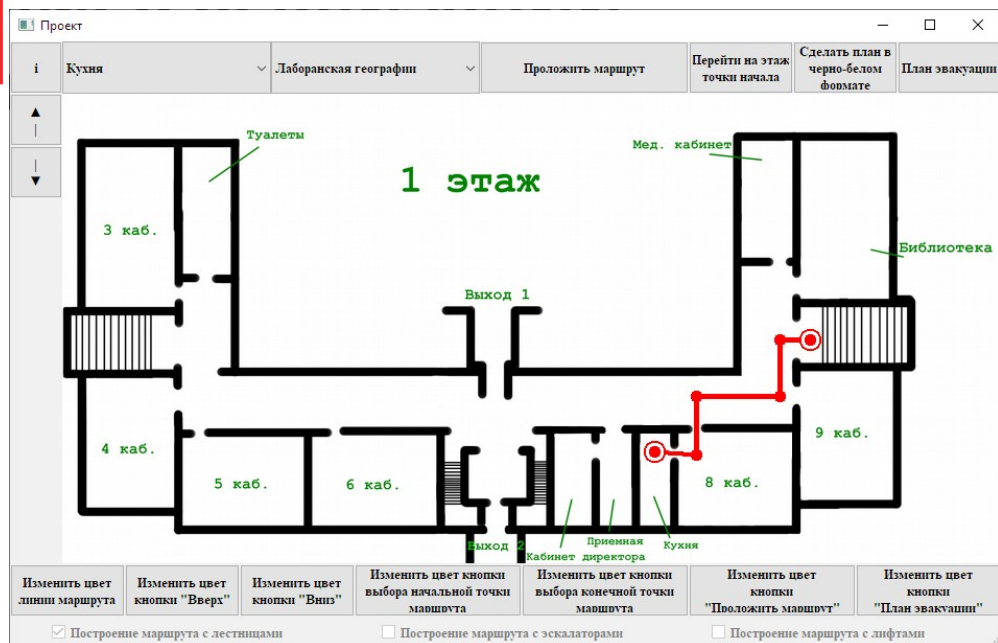 Проект
i
Кухня
Лаборанская географии
Проложить маршрут
Перейти на этаж
точки начала
Сделать план в
черно-белом
формате
План эвакуации
Туалеты
Мед. кабинет
1 этаж
3 каб.
Библиотека
Выход 1
4 каб.
9 каб.
5 каб.
6 каб.
8 каб.
Выход 2
Приемная
Кухня
Кабинет директора
Изменить цвет
линии маршрута
Изменить цвет
кнопки "Вверх"
Изменить цвет
кнопки "Вниз"
Изменить цвет кнопки
выбора начальной точки
маршрута
Изменить цвет кнопки
выбора конечной точки
маршрута
Изменить цвет
кнопки
"Проложить маршрут"
Изменить цвет
кнопки
"План эвакуации"
Построение маршрута с лестницами
Построение маршрута с эскалаторами
Построение маршрута с лифтами